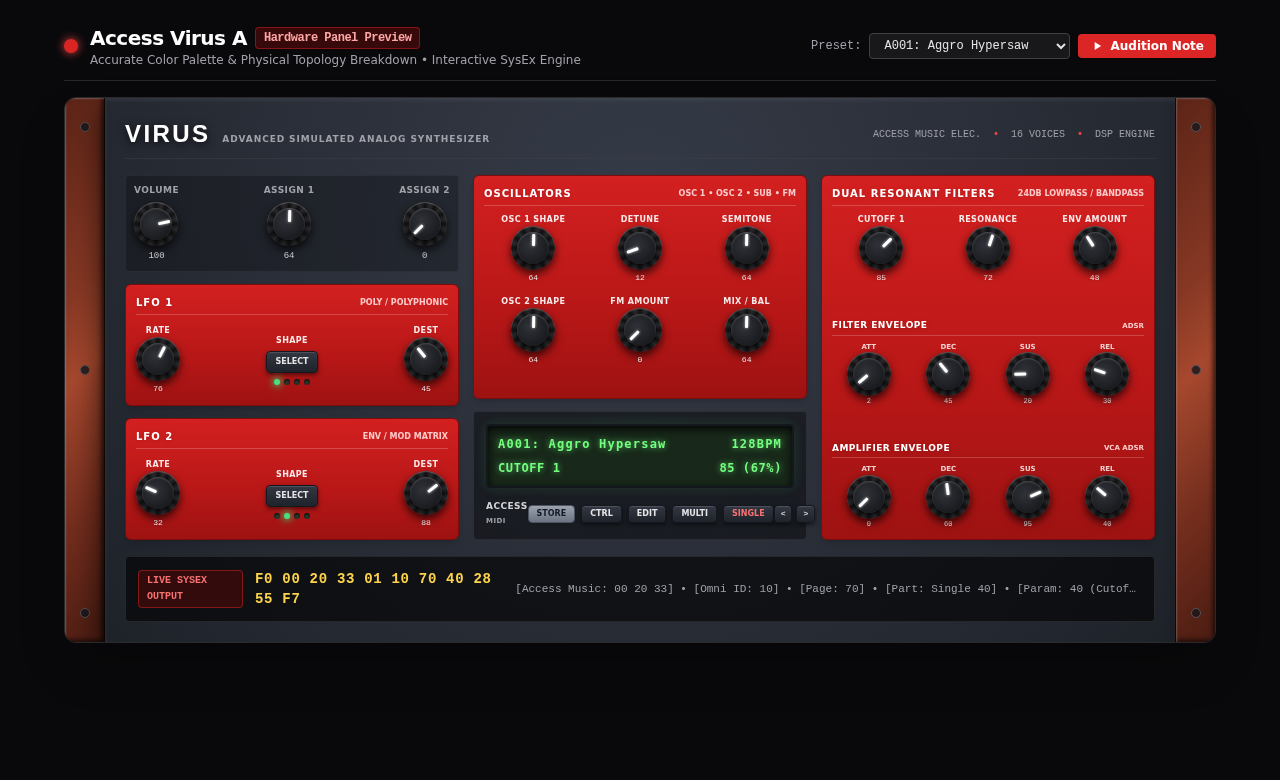 Access Virus A
Hardware Panel Preview
Accurate Color Palette & Physical Topology Breakdown • Interactive SysEx Engine
Preset:
A001: Aggro Hypersaw
Audition Note
VIRUS
ADVANCED SIMULATED ANALOG SYNTHESIZER
ACCESS MUSIC ELEC. • 16 VOICES • DSP ENGINE
VOLUME ASSIGN 1 ASSIGN 2
100 64 0
LFO 1 POLY / POLYPHONIC
RATE SHAPE DEST
SELECT
76 45
LFO 2 ENV / MOD MATRIX
RATE SHAPE DEST
SELECT
32 88
OSCILLATORS OSC 1 • OSC 2 • SUB • FM
OSC 1 SHAPE DETUNE SEMITONE
64 12 64
OSC 2 SHAPE FM AMOUNT MIX / BAL
64 0 64
A001: Aggro Hypersaw 128BPM
CUTOFF 1 85 (67%)
ACCESS
MIDI
STORE CTRL EDIT MULTI SINGLE < >
DUAL RESONANT FILTERS 24DB LOWPASS / BANDPASS
CUTOFF 1 RESONANCE ENV AMOUNT
85 72 48
FILTER ENVELOPE ADSR
ATT DEC SUS REL
2 45 20 30
AMPLIFIER ENVELOPE VCA ADSR
ATT DEC SUS REL
0 60 95 40
LIVE SYSEX
OUTPUT
F0 00 20 33 01 10 70 40 28
55 F7
[Access Music: 00 20 33] • [Omni ID: 10] • [Page: 70] • [Part: Single 40] • [Param: 40 (Cutof…